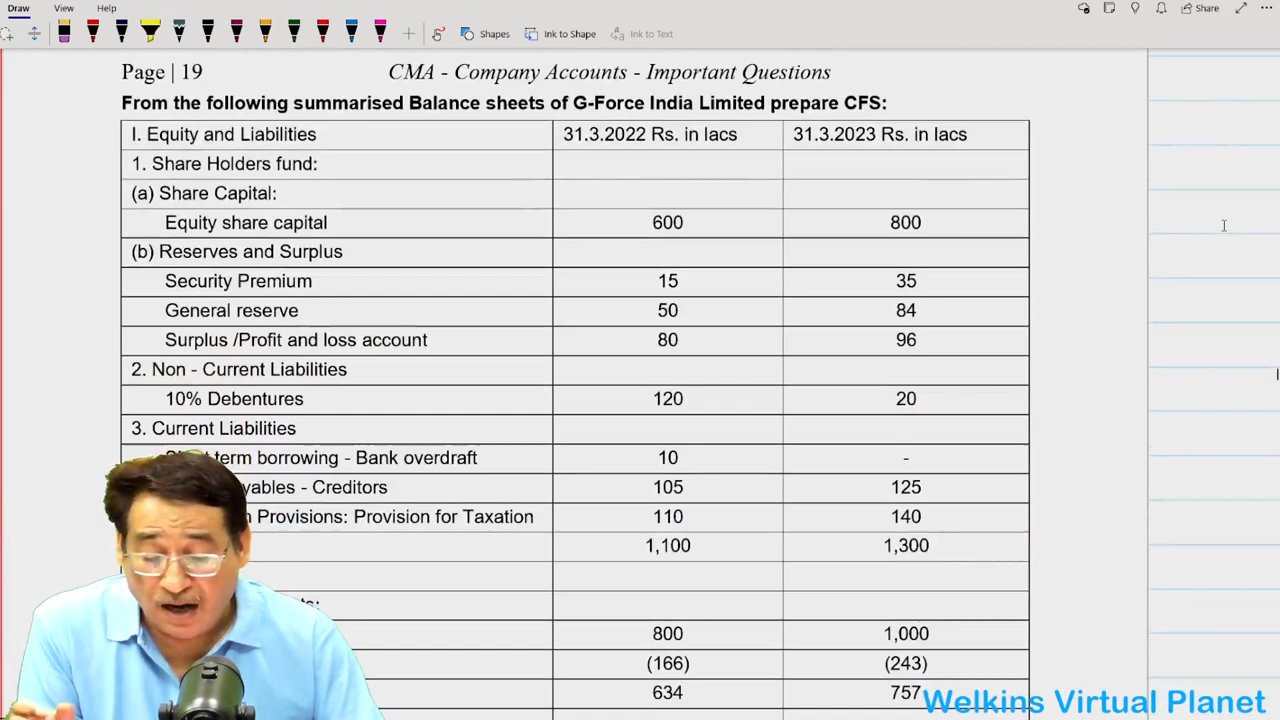 Draw View Help
Share
Shapes Ink to Shape Ink to Text
Page | 19 CMA - Company Accounts - Important Questions
From the following summarised Balance sheets of G-Force India Limited prepare CFS:
I. Equity and Liabilities 31.3.2022 Rs. in lacs 31.3.2023 Rs. in lacs
1. Share Holders fund:
(a) Share Capital:
Equity share capital 600 800
(b) Reserves and Surplus
Security Premium 15 35
General reserve 50 84
Surplus /Profit and loss account 80 96
2. Non - Current Liabilities
10% Debentures 120 20
3. Current Liabilities
term borrowing - Bank overdraft 10 -
- Creditors 105 125
Provisions: Provision for Taxation 110 140
1,100 1,300
800 1,000
(166) (243)
634 757
Welkins Virtual Planet